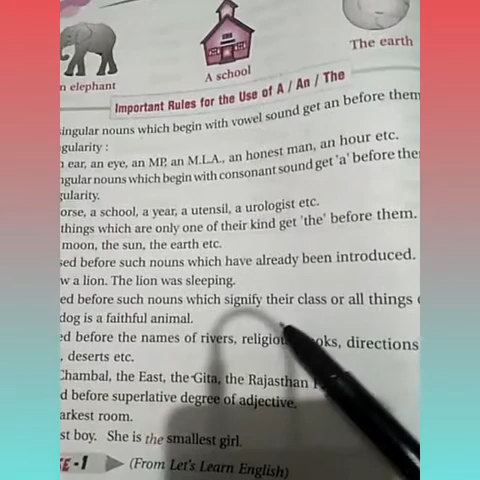 n elephant
A school
The earth
Important Rules for the Use of A / An / The
singular nouns which begin with vowel sound get an before them
gularity :
ear, an eye, an MP, an M.L.A., an honest man, an hour etc.
ngular nouns which begin with consonant sound get 'a' before the
gularity.
orse, a school, a year, a utensil, a urologist etc.
things which are only one of their kind get 'the' before them.
moon, the sun, the earth etc.
sed before such nouns which have already been introduced.
w a lion. The lion was sleeping.
ed before such nouns which signify their class or all things
dog is a faithful animal.
ed before the names of rivers, religiou ooks, directions
, deserts etc.
Chambal, the East, the Gita, the Rajasthan
d before superlative degree of adjective.
arkest room.
st boy. She is the smallest girl.
SE -1 (From Let's Learn English)